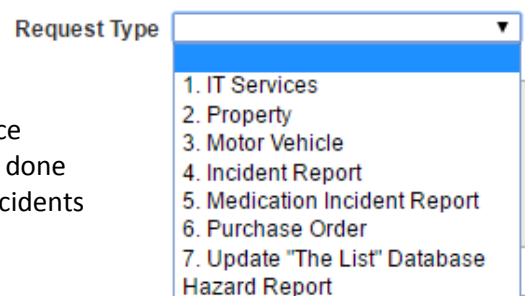 Request Type
1. IT Services
2. Property
3. Motor Vehicle
4. Incident Report
5. Medication Incident Report
6. Purchase Order
7. Update "The List" Database
Hazard Report
done